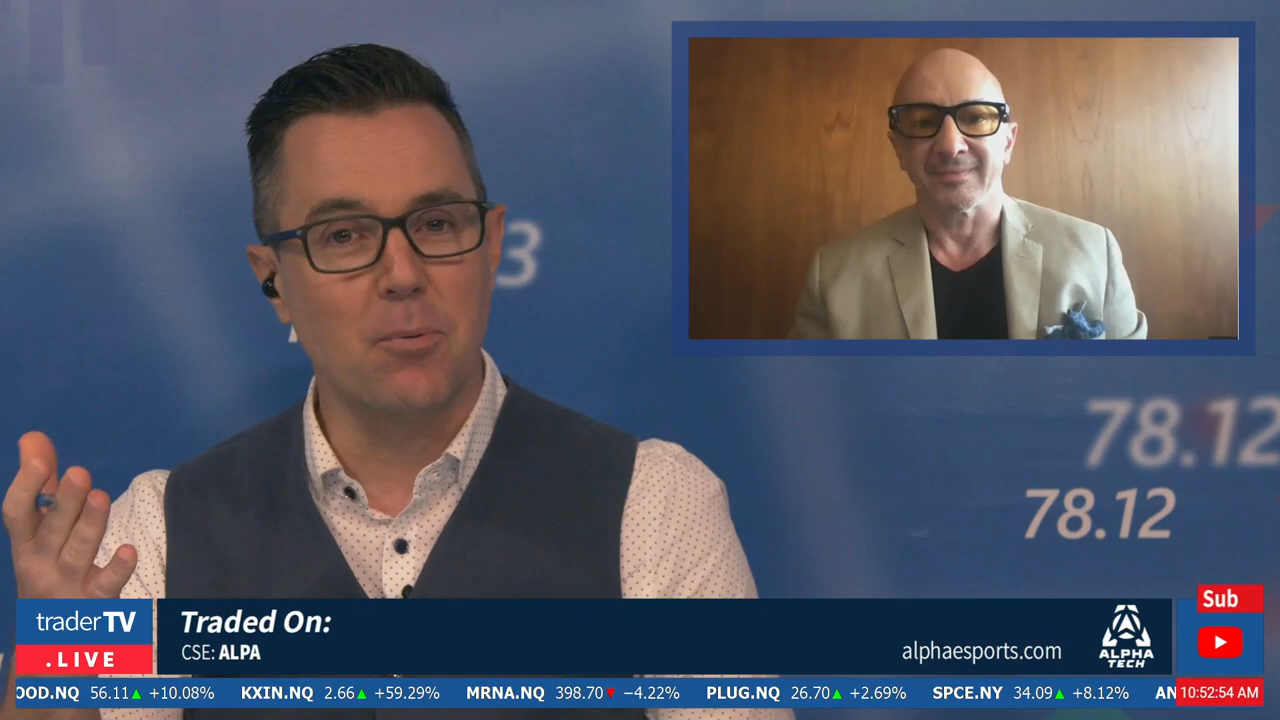 3
78.12
78.12
Sub
traderTV
.LIVE
Traded On:
CSE: ALPA
alphaesports.com
ALPHA
TECH
OOD.NQ 56.11▲ +10.08% KXIN.NQ 2.66▲ +59.29% MRNA.NQ 398.70▼ −4.22% PLUG.NQ 26.70▲ +2.69% SPCE.NY 34.09▲ +8.12% AN
10:52:54 AM